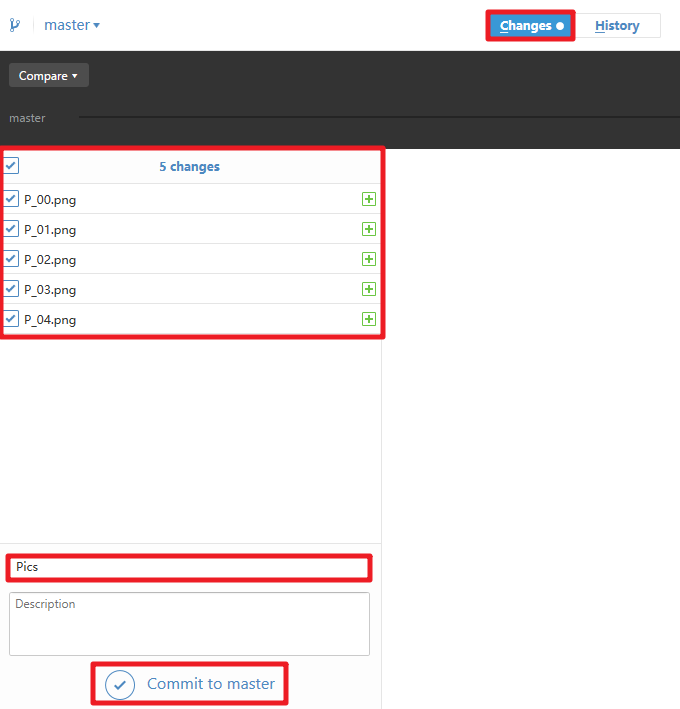 master
Changes
History
Compare
master
5 changes
P_00.png
P_01.png
P_02.png
P_03.png
P_04.png
Pics
Description
Commit to master